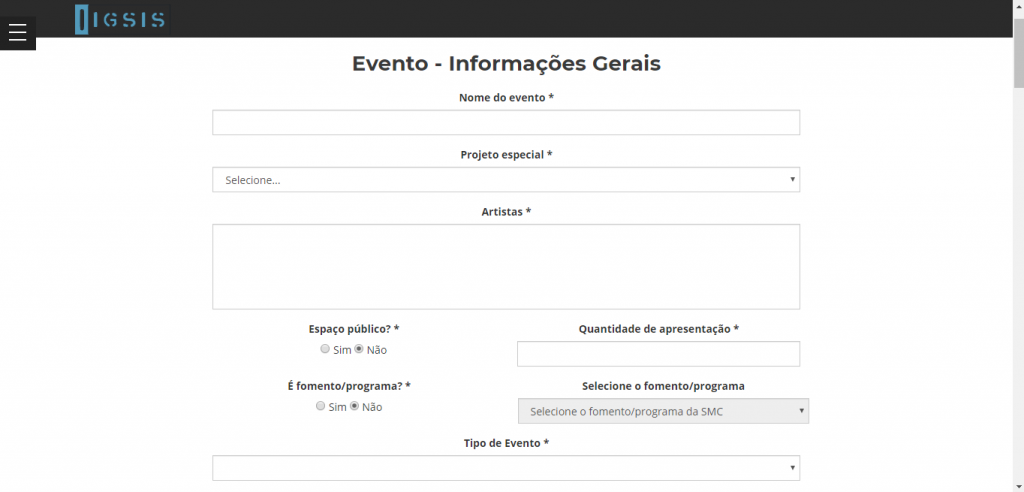 IGSIS
Evento - Informações Gerais
Nome do evento *
Projeto especial *
Selecione...
Artistas *
Espaço público? * Quantidade de apresentação *
Sim Não
É fomento/programa? * Selecione o fomento/programa
Sim Não Selecione o fomento/programa da SMC
Tipo de Evento *